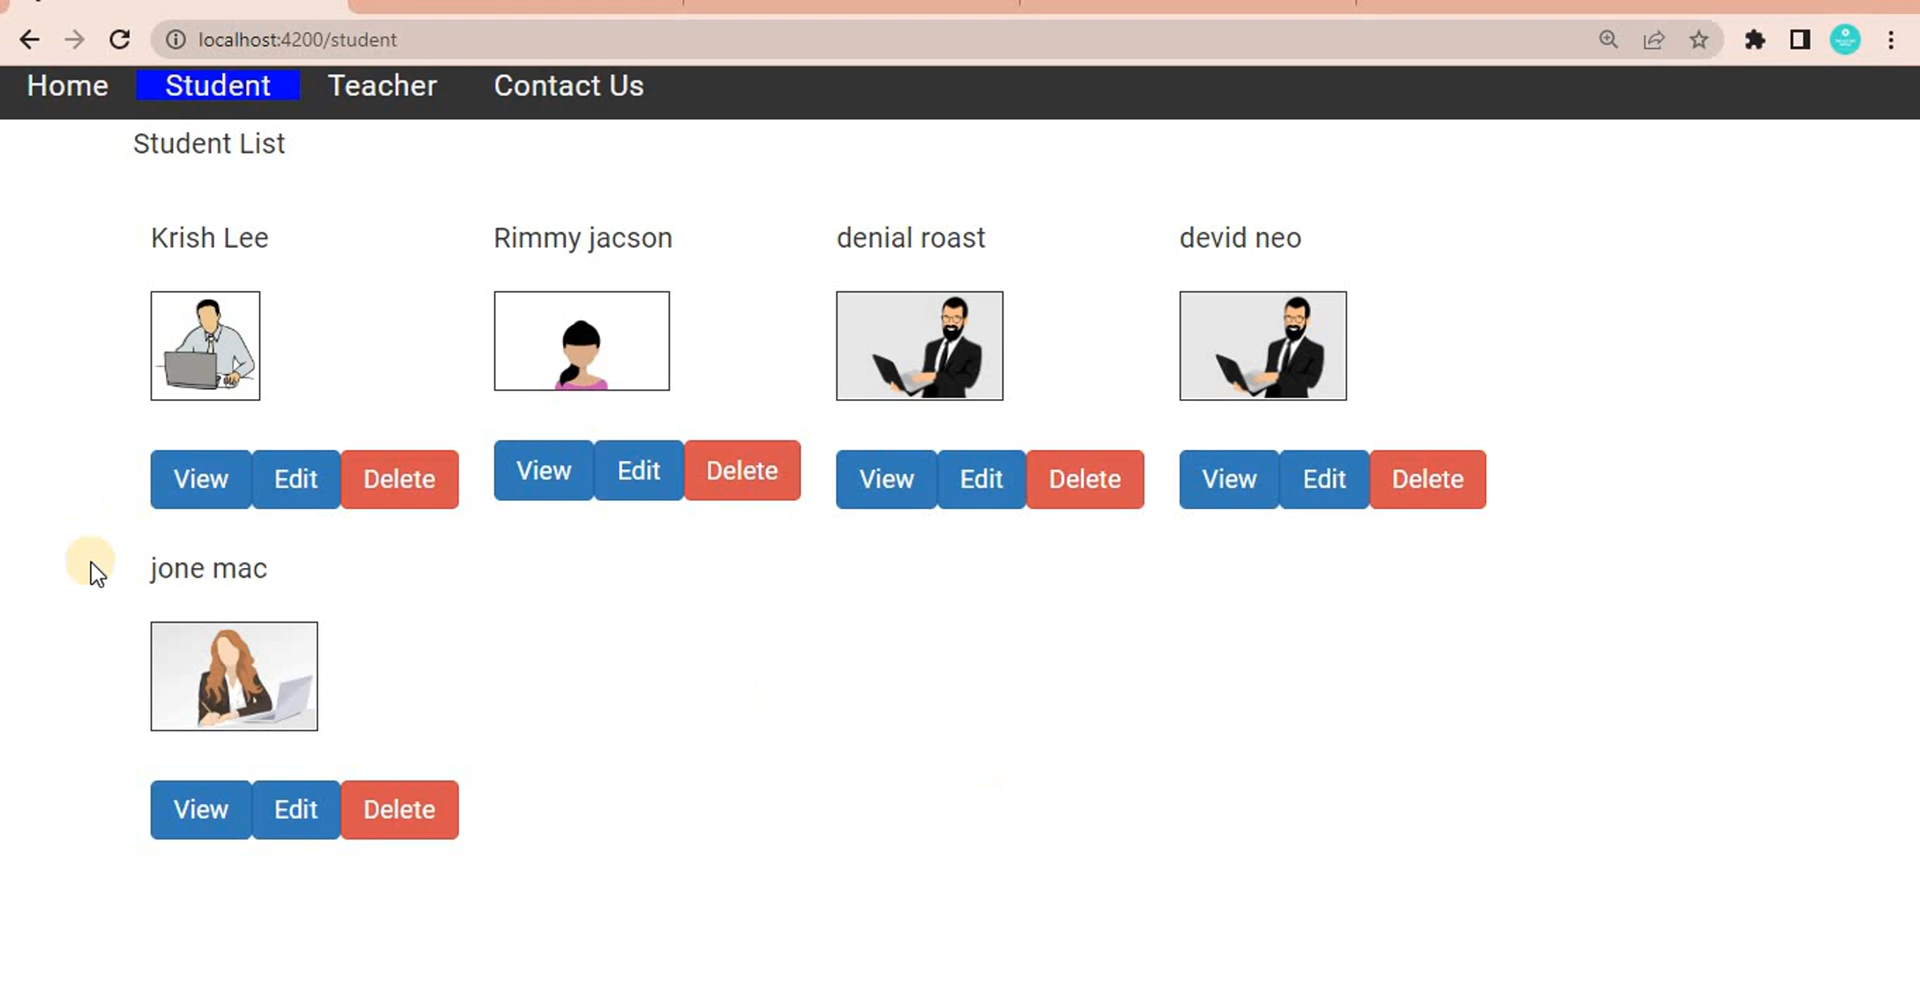 localhost:4200/student
Home Student Teacher Contact Us
Student List
Krish Lee Rimmy jacson denial roast devid neo
View Edit Delete View Edit Delete View Edit Delete View Edit Delete
jone mac
View Edit Delete